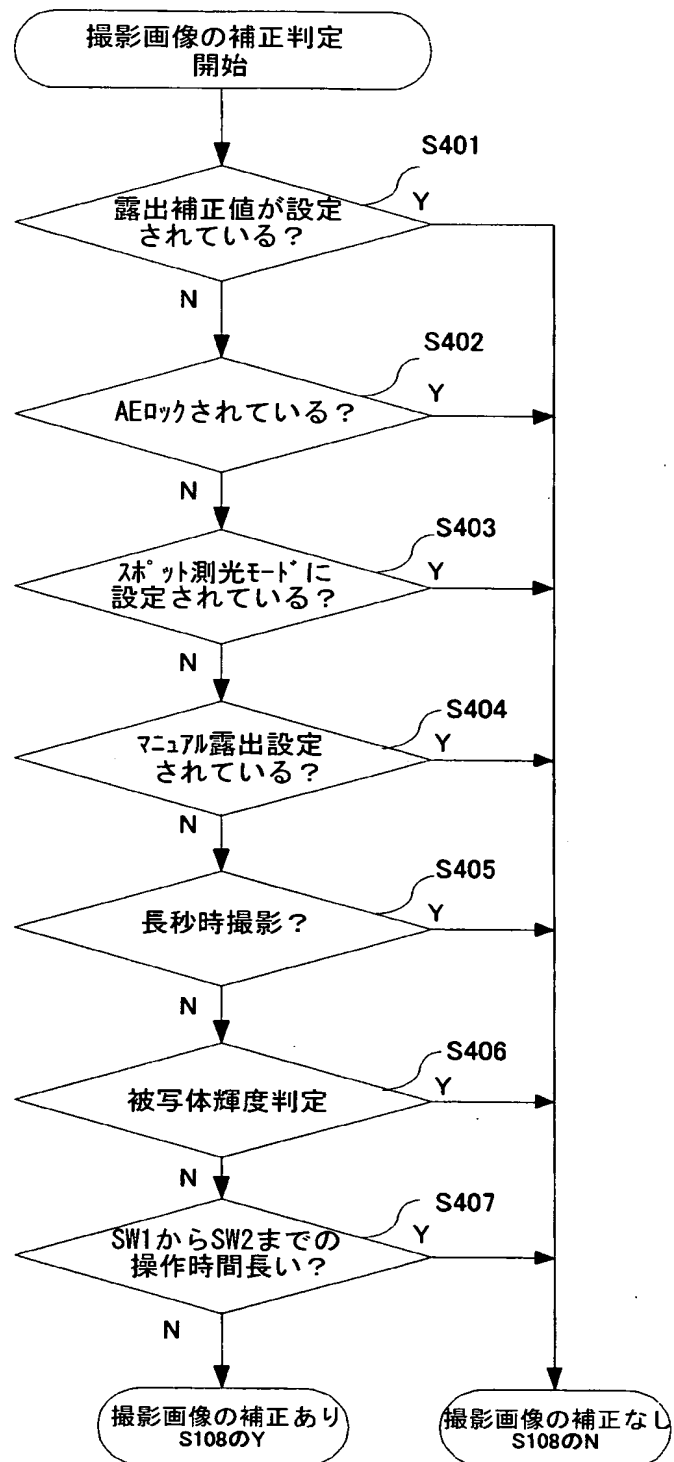 撮影画像の補正判定
開始
S401
露出補正値が設定
されている？
Y
N
S402
AEﾛｯｸされている？
Y
N
S403
ｽﾎﾟｯﾄ測光ﾓｰﾄﾞに
設定されている？
Y
N
S404
ﾏﾆｭｱﾙ露出設定
されている？
Y
N
S405
長秒時撮影？
Y
N
S406
被写体輝度判定
Y
N
S407
SW1からSW2までの
操作時間長い？
Y
N
撮影画像の補正あり
S108のY
撮影画像の補正なし
S108のN